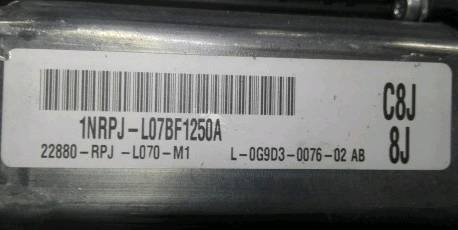 1NRPJ-L07BF1250A
C8J
8J
22880-RPJ -L070-M1 L-0G9D3-0076-02 AB